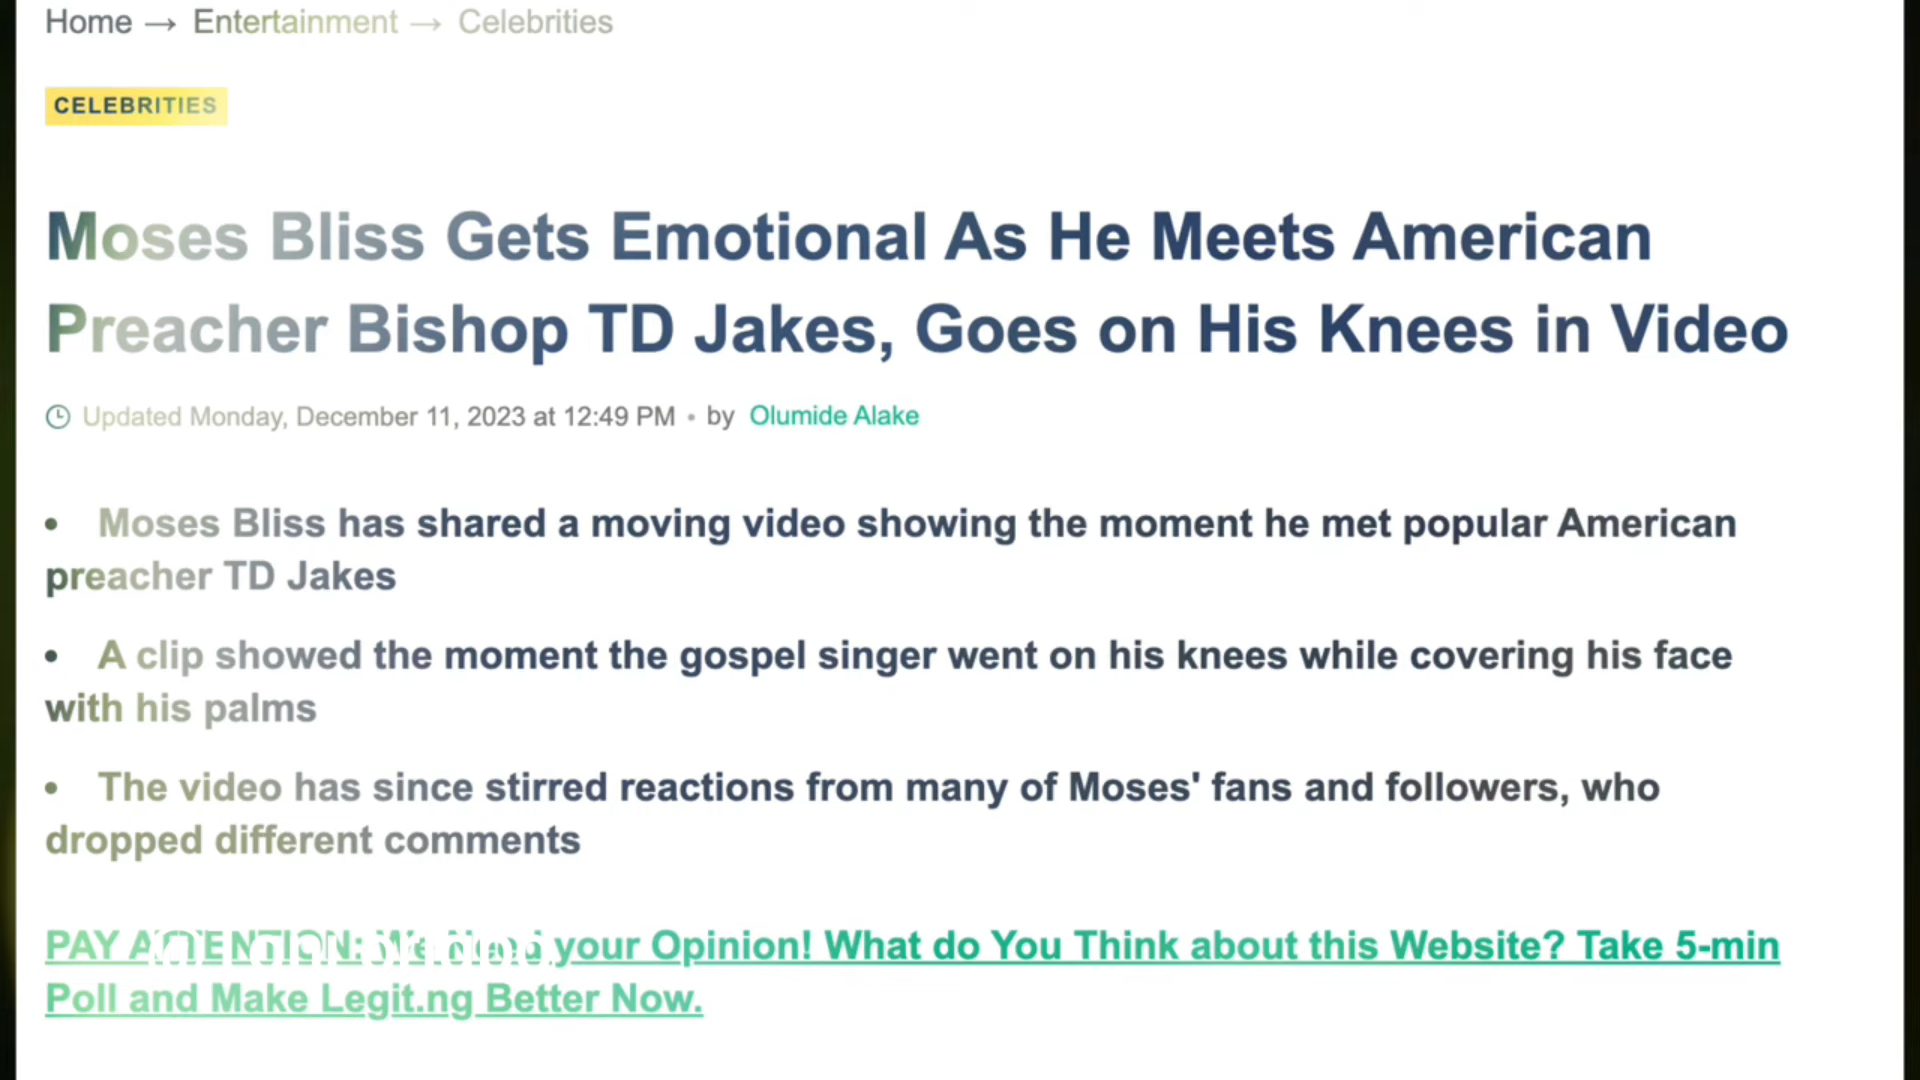 Home → Entertainment → Celebrities
CELEBRITIES
Moses Bliss Gets Emotional As He Meets American
Preacher Bishop TD Jakes, Goes on His Knees in Video
Updated Monday, December 11, 2023 at 12:49 PM • by Olumide Alake
• Moses Bliss has shared a moving video showing the moment he met popular American
preacher TD Jakes
• A clip showed the moment the gospel singer went on his knees while covering his face
with his palms
• The video has since stirred reactions from many of Moses' fans and followers, who
dropped different comments
PAY ATTENTION: your Opinion! What do You Think about this Website? Take 5-min
Poll and Make Legit.ng Better Now.